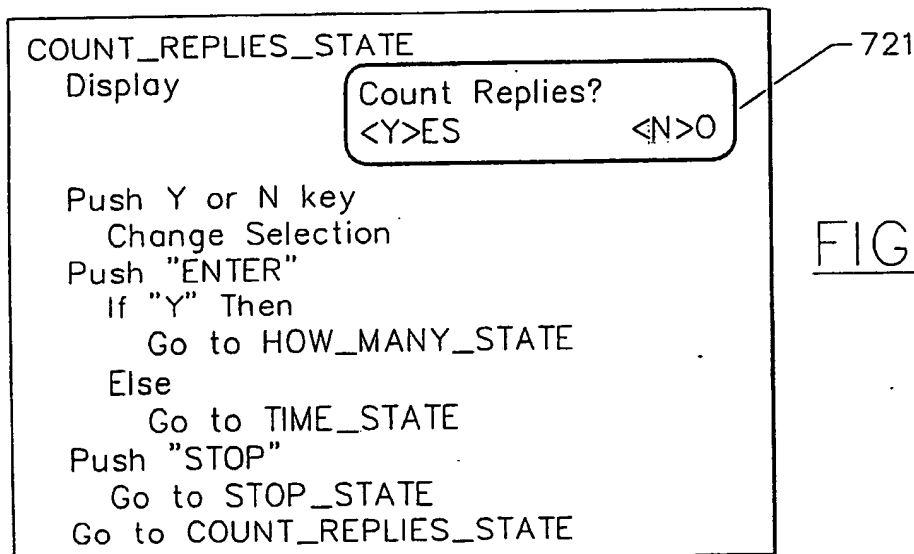 COUNT_REPLIES_STATE
721
Display
Count Replies?
<Y>ES <N>O
Push Y or N key
Change Selection
FIG
Push "ENTER"
If "Y" Then
Go to HOW_MANY_STATE
Else
Go to TIME_STATE
Push "STOP"
Go to STOP_STATE
Go to COUNT_REPLIES_STATE